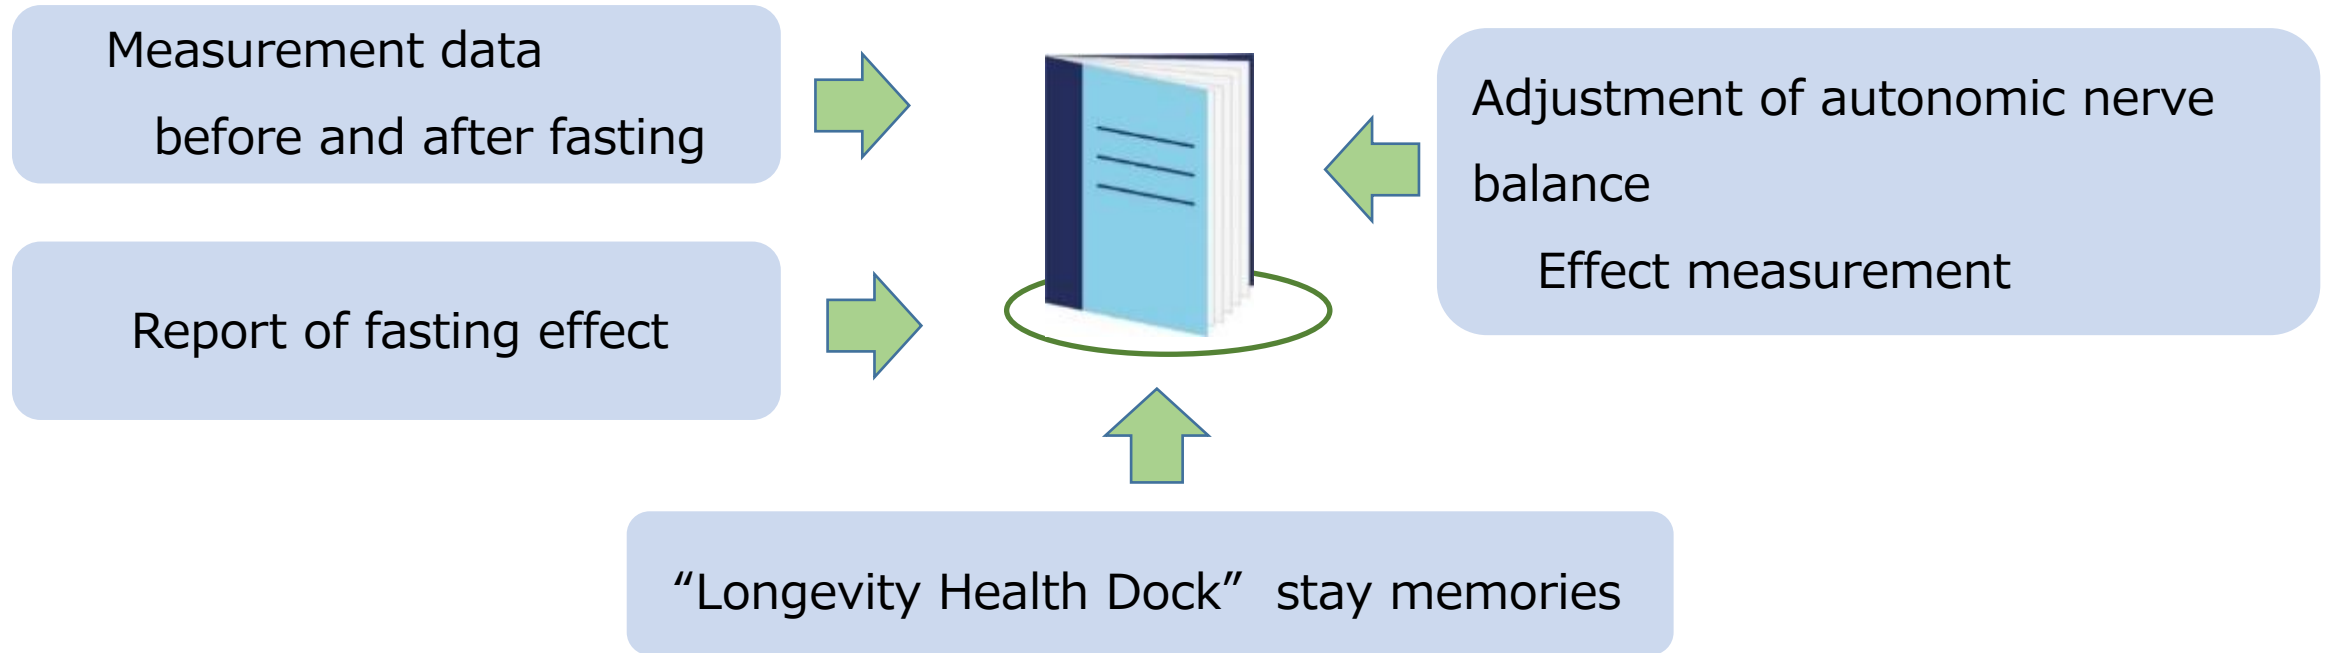 Measurement data
before and after fasting
Report of fasting effect
Adjustment of autonomic nerve
balance
Effect measurement
“Longevity Health Dock” stay memories